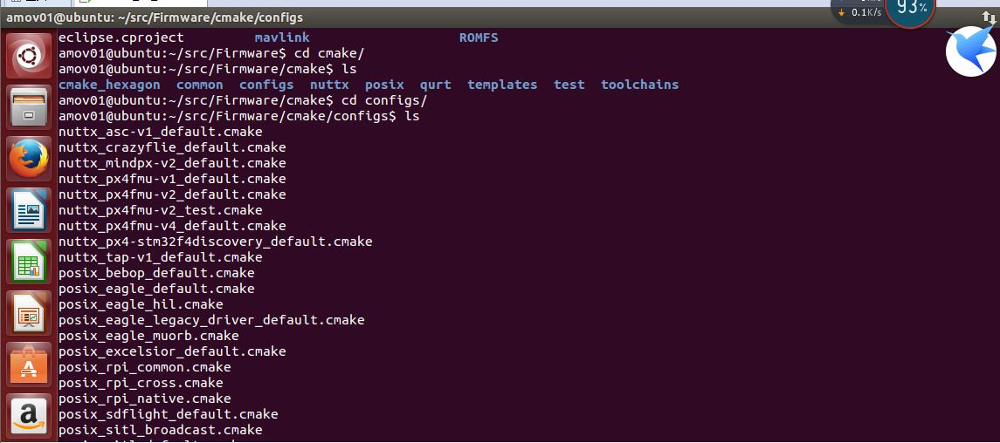 0.1K/s
93%
amov01@ubuntu: ~/src/Firmware/cmake/configs
eclipse.cproject mavlink ROMFS
amov01@ubuntu:~/src/Firmware$ cd cmake/
amov01@ubuntu:~/src/Firmware/cmake$ ls
cmake_hexagon common configs nuttx posix qurt templates test toolchains
amov01@ubuntu:~/src/Firmware/cmake$ cd configs/
amov01@ubuntu:~/src/Firmware/cmake/configs$ ls
nuttx_asc-v1_default.cmake
nuttx_crazyflie_default.cmake
nuttx_mindpx-v2_default.cmake
nuttx_px4fmu-v1_default.cmake
nuttx_px4fmu-v2_default.cmake
nuttx_px4fmu-v2_test.cmake
nuttx_px4fmu-v4_default.cmake
nuttx_px4-stm32f4discovery_default.cmake
nuttx_tap-v1_default.cmake
posix_bebop_default.cmake
posix_eagle_default.cmake
posix_eagle_hil.cmake
posix_eagle_legacy_driver_default.cmake
posix_eagle_muorb.cmake
posix_excelsior_default.cmake
posix_rpi_common.cmake
posix_rpi_cross.cmake
posix_rpi_native.cmake
posix_sdflight_default.cmake
posix_sitl_broadcast.cmake